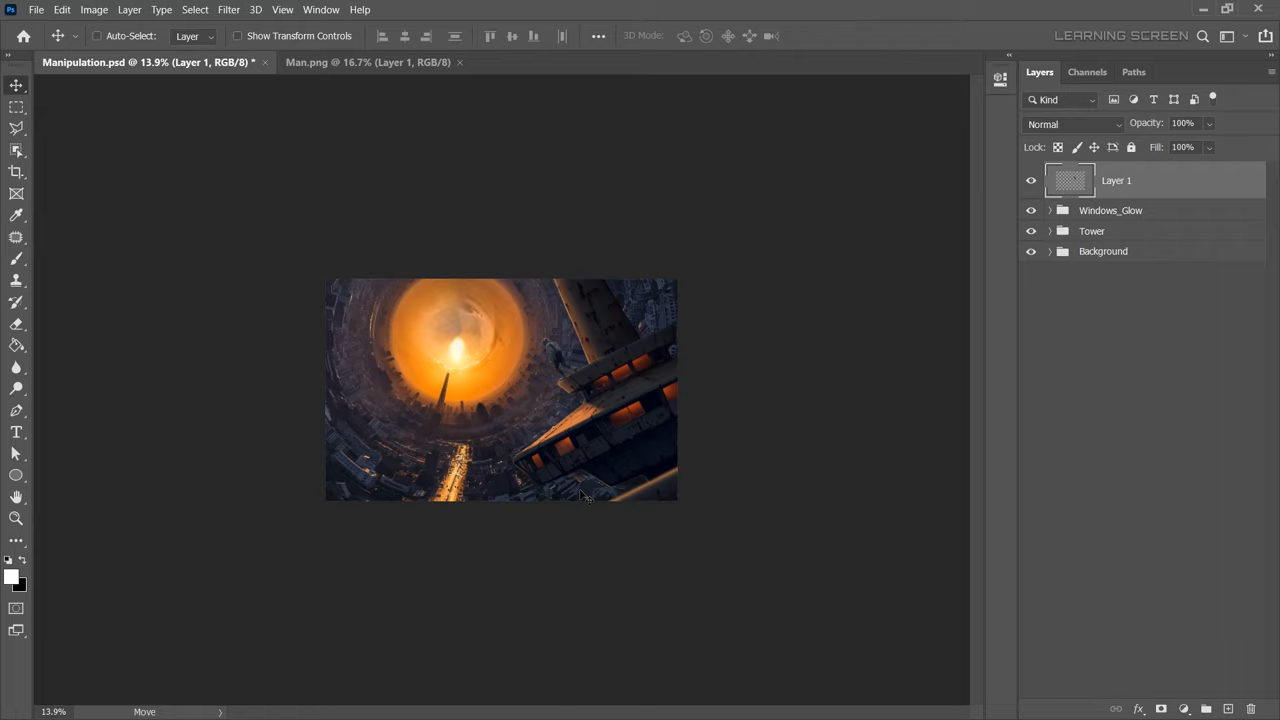 Ps File Edit Image Layer Type Select Filter 3D View Window Help
Auto-Select: Layer Show Transform Controls 3D Mode: LEARNING SCREEN
Manipulation.psd @ 13.9% (Layer 1, RGB/8) * Man.png @ 16.7% (Layer 1, RGB/8)
Layers Channels Paths
Kind
Normal Opacity: 100%
Lock: Fill: 100%
Layer 1
Windows_Glow
Tower
Background
13.9% Move